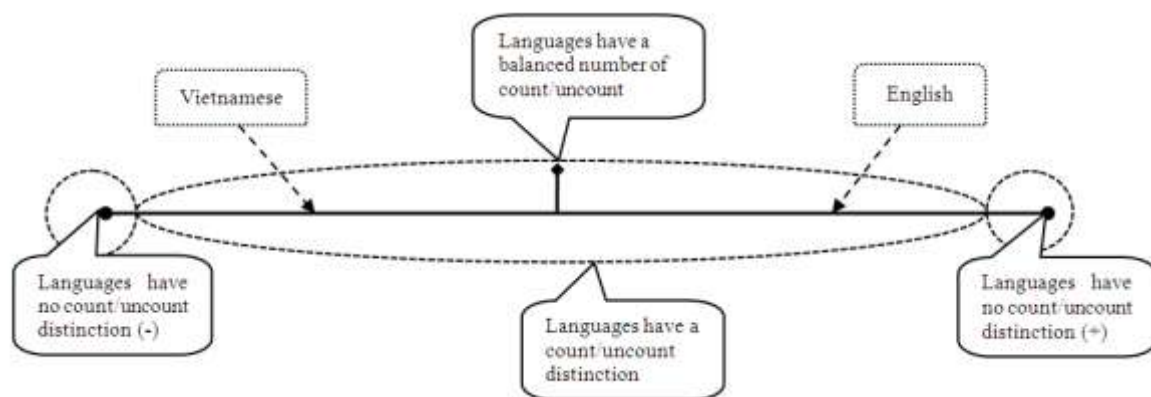 Languages have a
balanced number of
count/uncount
Vietnamese
English
Languages have
no count/uncount
distinction (-)
Languages have a
count/uncount
distinction
Languages have
no count/uncount
distinction (+)